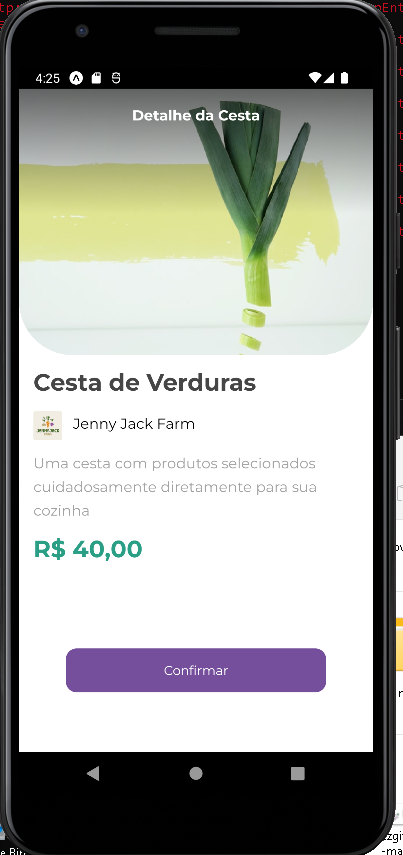 4:25
Detalhe da Cesta
Cesta de Verduras
JENNYJACK
Jenny Jack Farm
Uma cesta com produtos selecionados
cuidadosamente diretamente para sua
cozinha
R$ 40,00
Confirmar